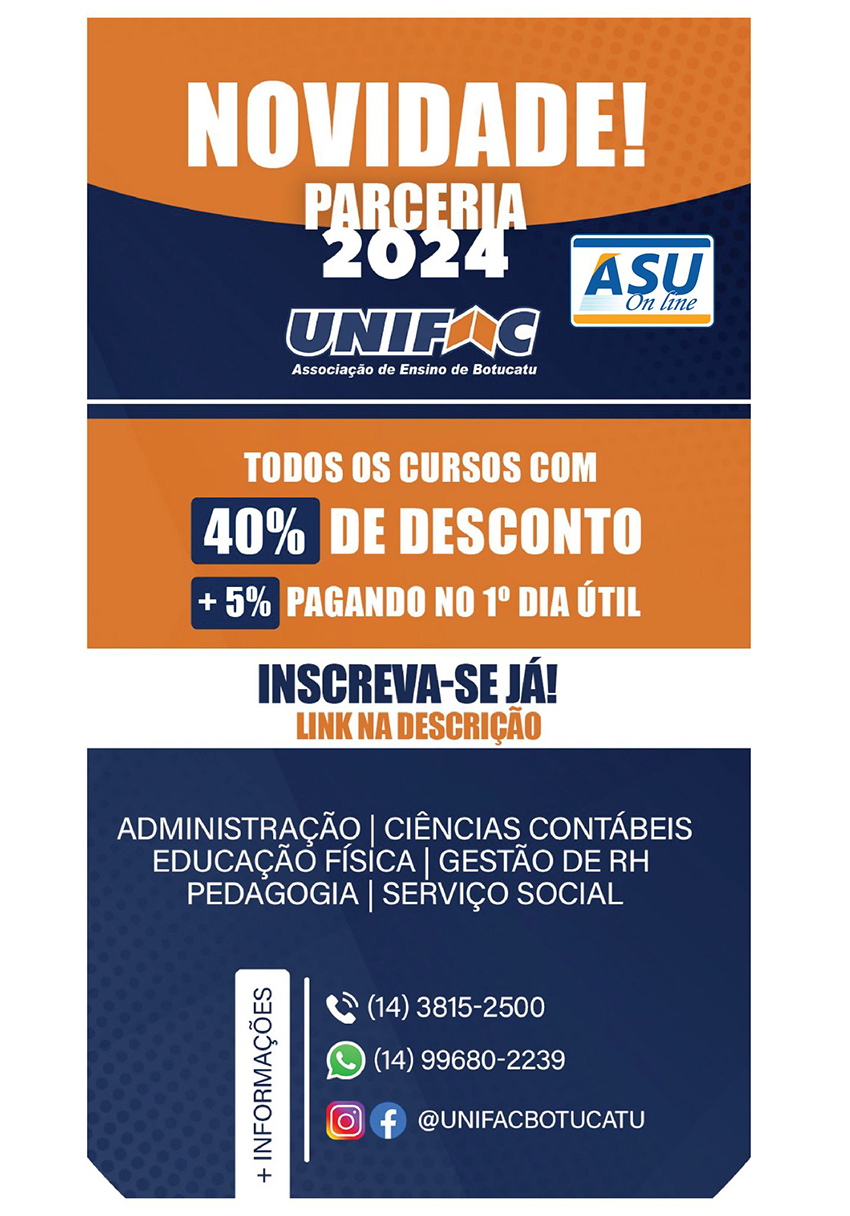 NOVIDADE!
PARCERIA
2024
ASU
On line
UNIFAC
Associação de Ensino de Botucatu
TODOS OS CURSOS COM
40% DE DESCONTO
+ 5% PAGANDO NO 1º DIA ÚTIL
INSCREVA-SE JÁ!
LINK NA DESCRIÇÃO
ADMINISTRAÇÃO | CIÊNCIAS CONTÁBEIS
EDUCAÇÃO FÍSICA | GESTÃO DE RH
PEDAGOGIA | SERVIÇO SOCIAL
+ INFORMAÇÕES
(14) 3815-2500
(14) 99680-2239
@UNIFACBOTUCATU